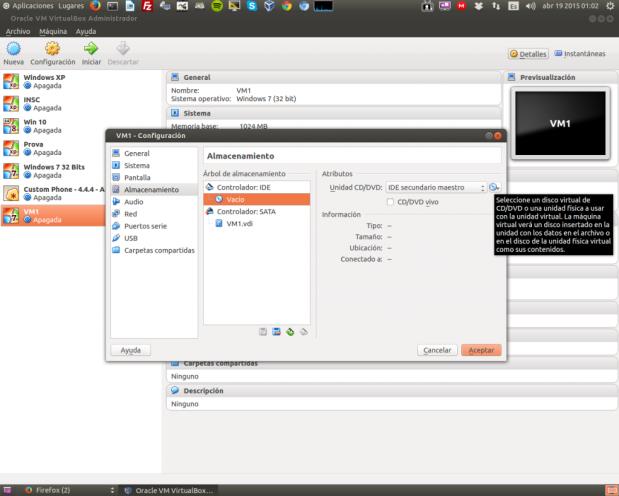 Aplicaciones Lugares
Es
abr 19 2015 01:02
Oracle VM VirtualBox Administrador
Archivo Máquina Ayuda
Nueva Configuración Iniciar Descartar
Detalles Instantáneas
Windows XP
Apagada
INSC
Apagada
Win 10
Apagada
Prova
Apagada
Windows 7 32 Bits
Apagada
Custom Phone - 4.4.4 - A
Apagada
VM1
Apagada
General
Nombre: VM1
Sistema operativo: Windows 7 (32 bit)
Sistema
Memoria base: 1024 MB
Previsualización
VM1
VM1 - Configuración
General
Sistema
Pantalla
Almacenamiento
Audio
Red
Puertos serie
USB
Carpetas compartidas
Almacenamiento
Árbol de almacenamiento
Controlador: IDE
Vacío
Controlador: SATA
VM1.vdi
Atributos
Unidad CD/DVD: IDE secundario maestro
CD/DVD vivo
Información
Tipo: --
Tamaño: --
Ubicación: --
Conectado a: --
Seleccione un disco virtual de
CD/DVD o una unidad física a usar
con la unidad virtual. La máquina
virtual verá un disco insertado en la
unidad con los datos en el archivo o
en el disco de la unidad física virtual
como sus contenidos.
Ayuda
Cancelar Aceptar
Carpetas compartidas
Ninguno
Descripción
Ninguno
Firefox (2)
Oracle VM VirtualBox...